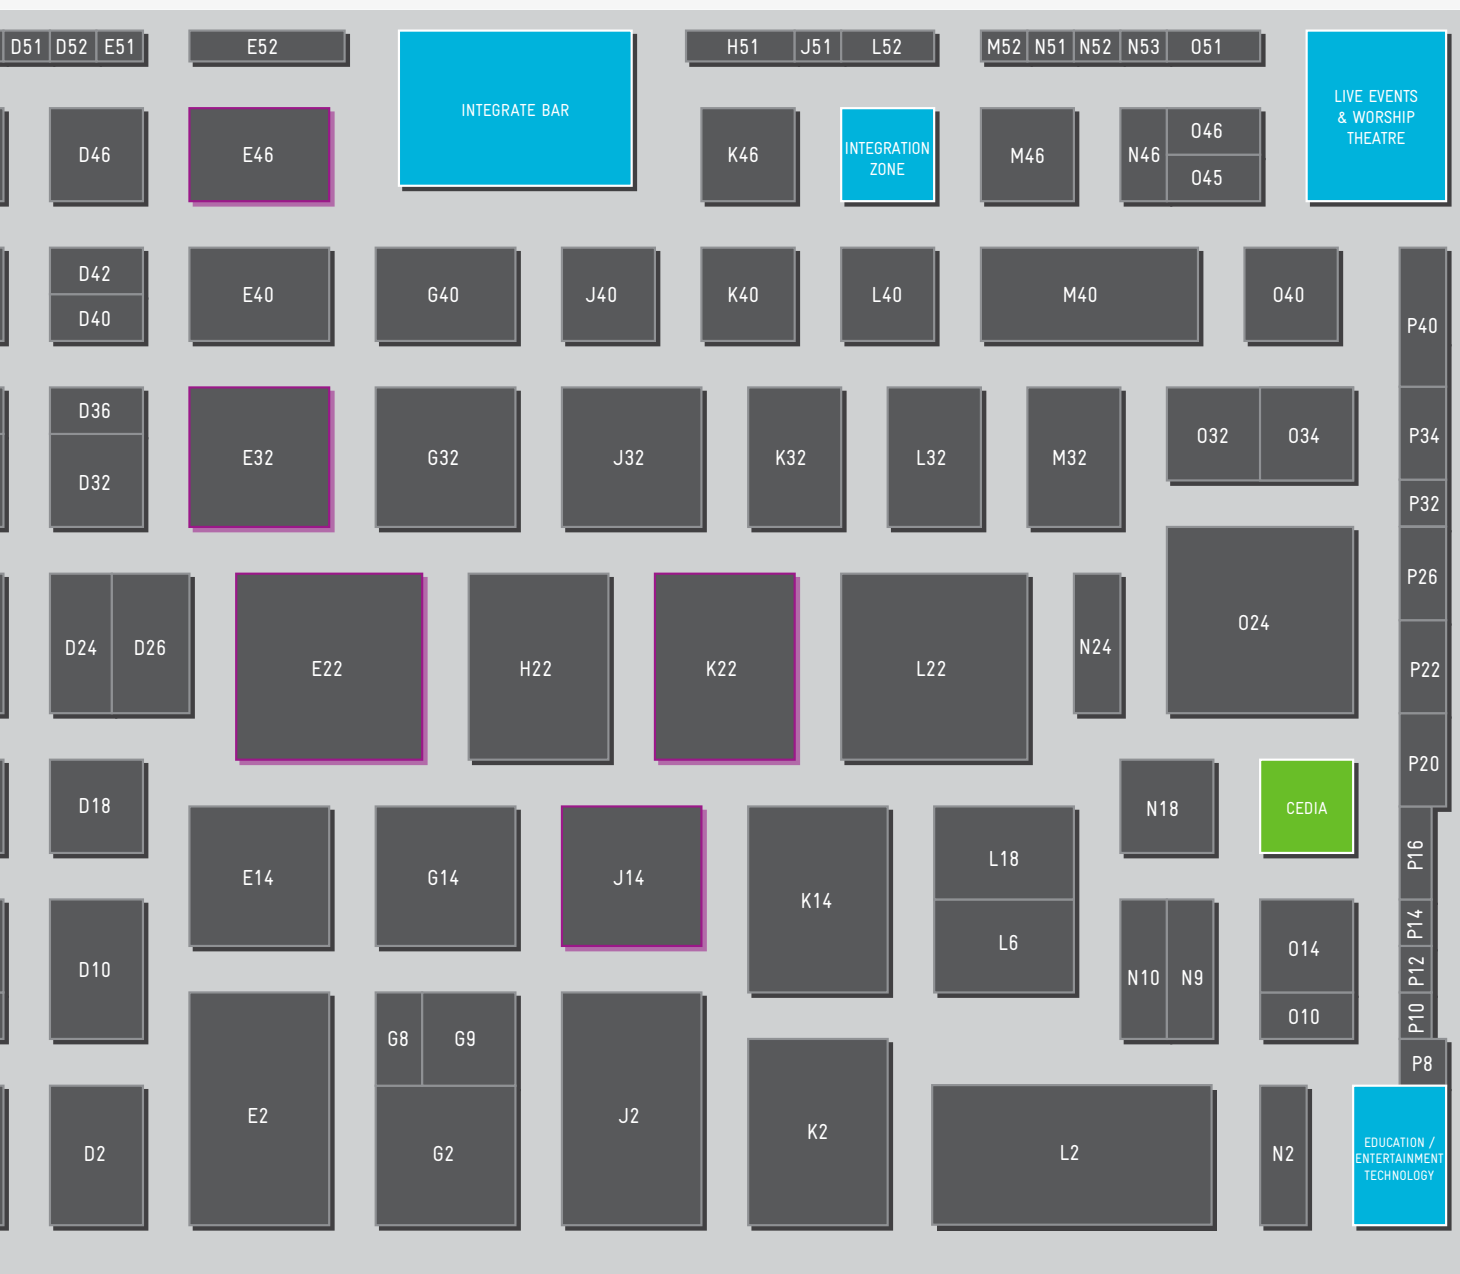 D51 D52 E51 E52 H51 J51 L52 M52 N51 N52 N53 O51
INTEGRATE BAR
LIVE EVENTS
& WORSHIP
THEATRE
D46 E46 K46
INTEGRATION
ZONE
M46 N46 O46
O45
D42
D40
E40 G40 J40 K40 L40 M40 O40
P40
D36
D32
E32 G32 J32 K32 L32 M32 O32 O34 P34
P32
D24 D26 E22 H22 K22 L22 N24 O24 P26
P22
P20
D18 N18 CEDIA
E14 G14 J14 K14 L18
L6
P16
P14
P12
P10
D10 N10 N9 O14
O10
G8 G9
P8
D2 E2 G2 J2 K2 L2 N2
EDUCATION /
ENTERTAINMENT
TECHNOLOGY